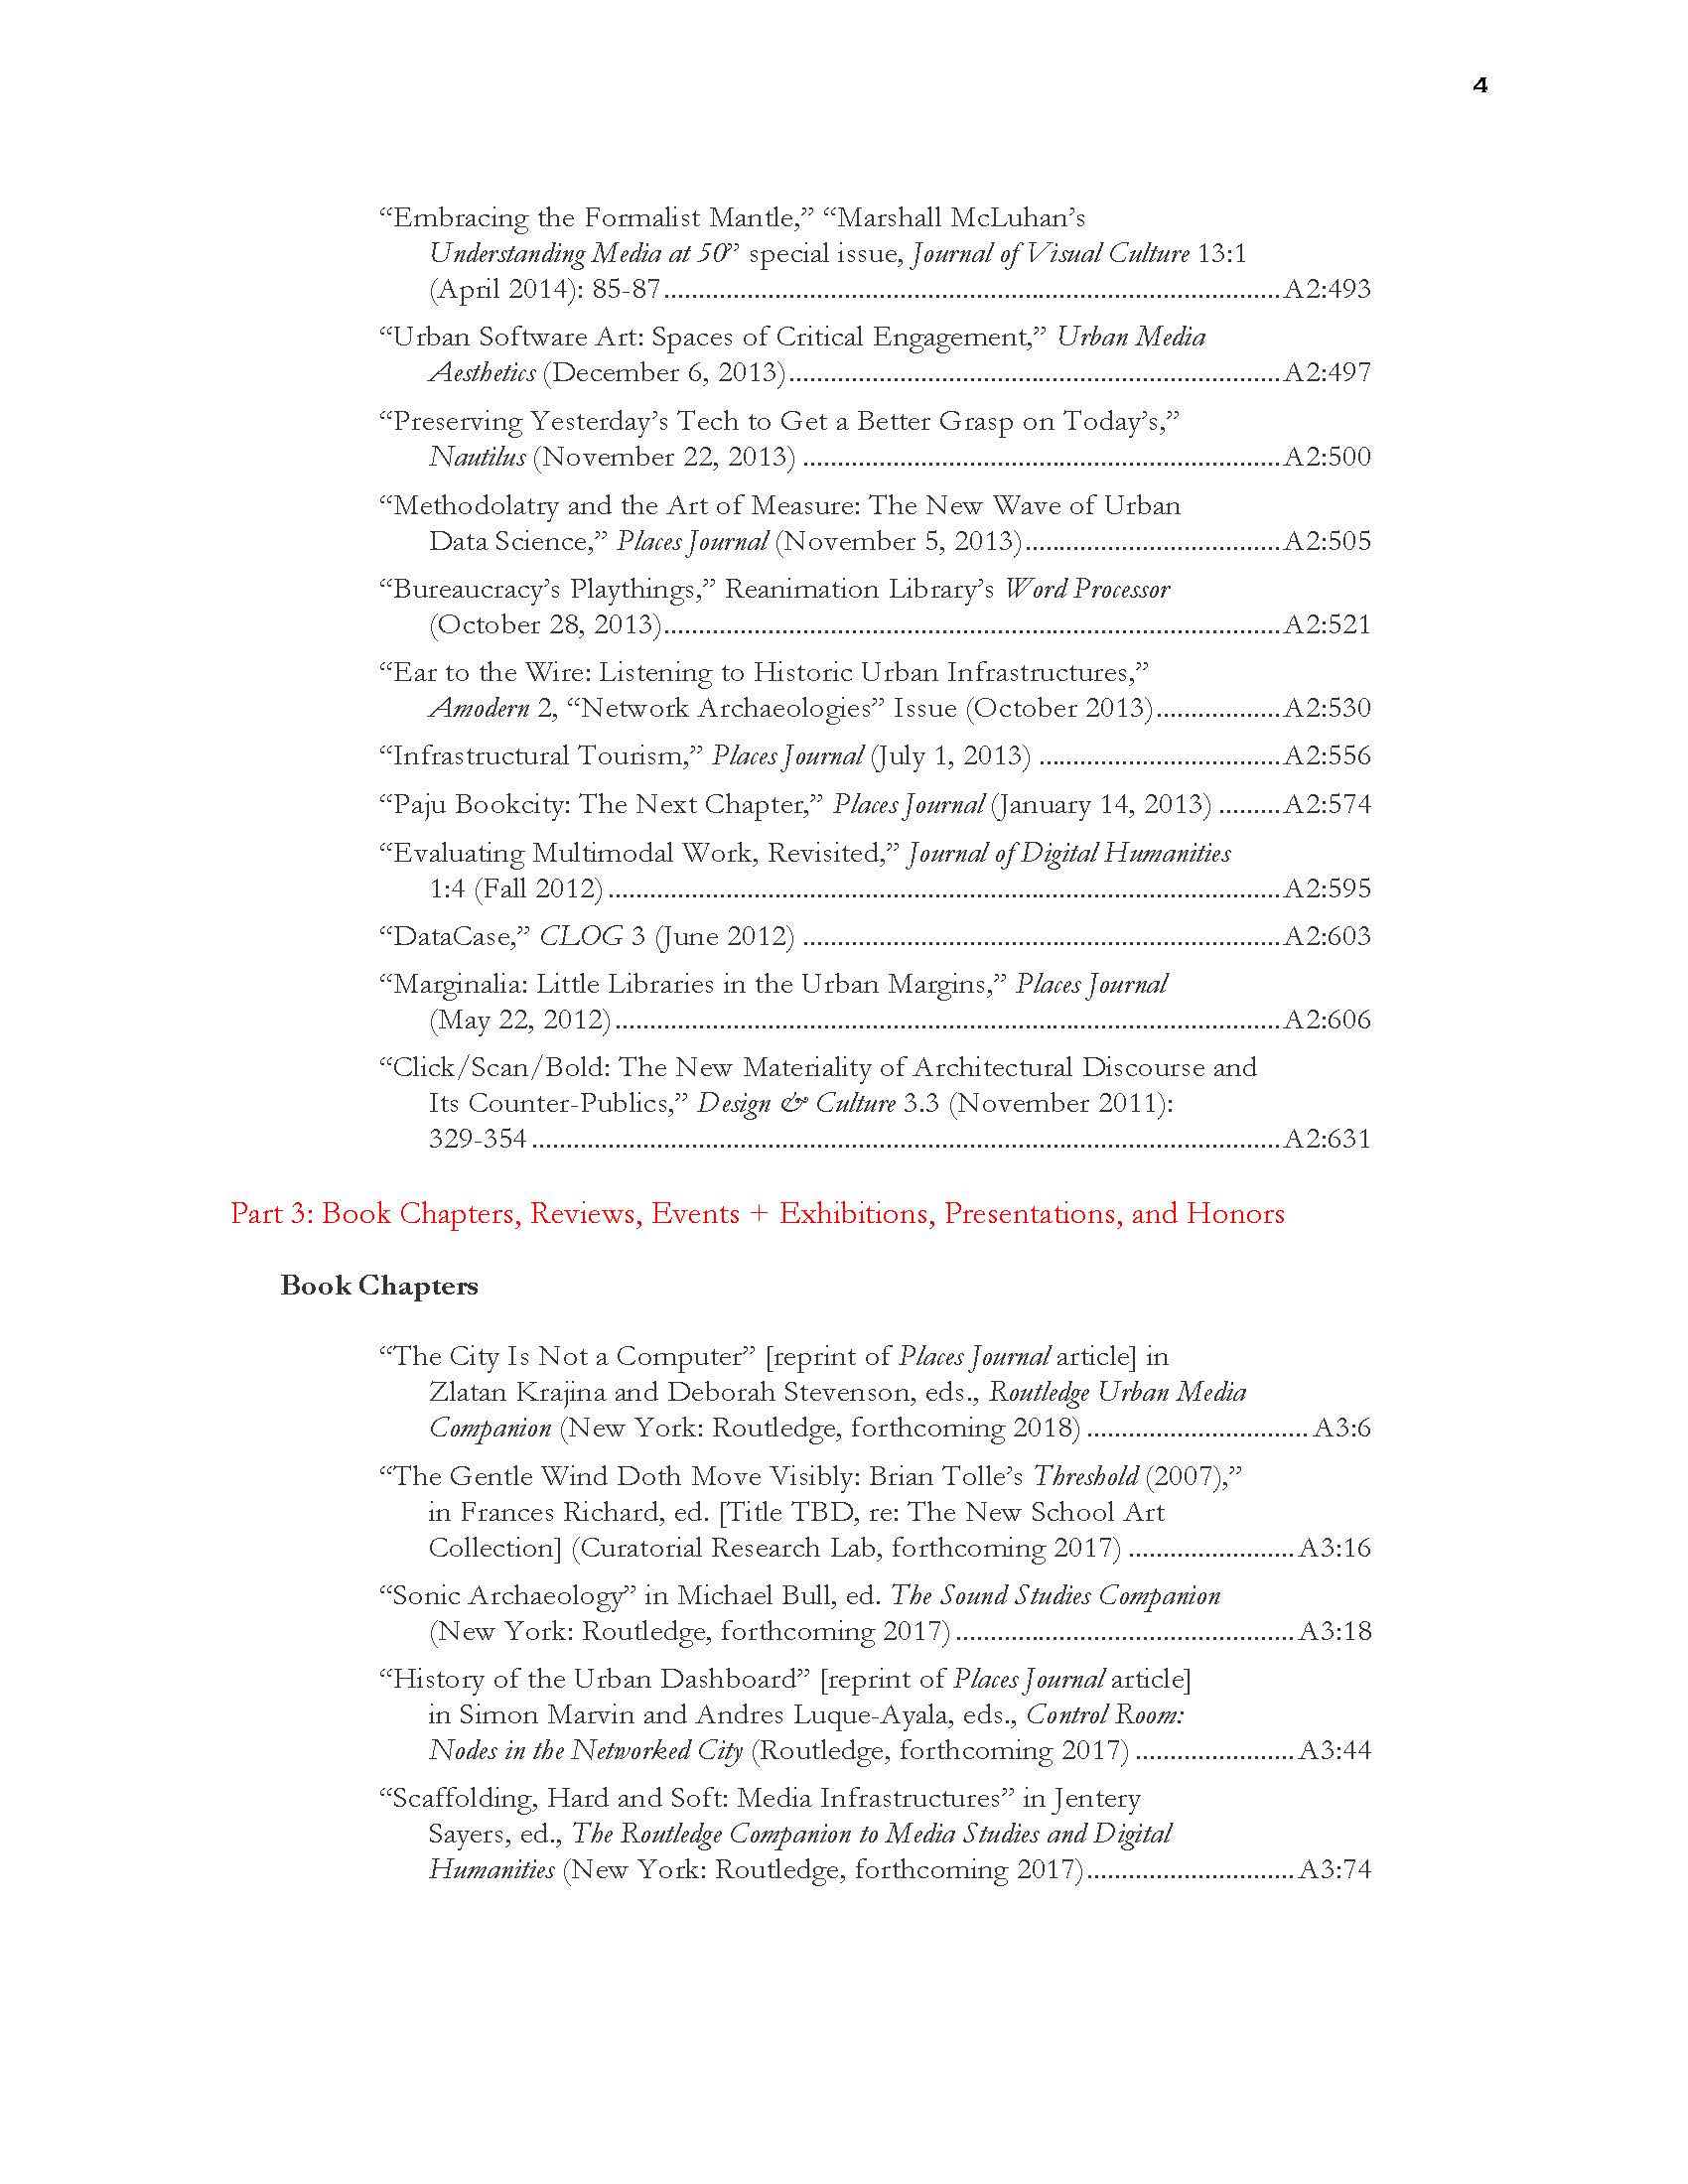 4
“Embracing the Formalist Mantle,” “Marshall McLuhan’s
Understanding Media at 50” special issue, Journal of Visual Culture 13:1
(April 2014): 85-87........................................................................................A2:493
“Urban Software Art: Spaces of Critical Engagement,” Urban Media
Aesthetics (December 6, 2013)......................................................................A2:497
“Preserving Yesterday’s Tech to Get a Better Grasp on Today’s,”
Nautilus (November 22, 2013) ....................................................................A2:500
“Methodolatry and the Art of Measure: The New Wave of Urban
Data Science,” Places Journal (November 5, 2013).....................................A2:505
“Bureaucracy’s Playthings,” Reanimation Library’s Word Processor
(October 28, 2013)........................................................................................A2:521
“Ear to the Wire: Listening to Historic Urban Infrastructures,”
Amodern 2, “Network Archaeologies” Issue (October 2013)..................A2:530
“Infrastructural Tourism,” Places Journal (July 1, 2013) ...................................A2:556
“Paju Bookcity: The Next Chapter,” Places Journal (January 14, 2013) .........A2:574
“Evaluating Multimodal Work, Revisited,” Journal of Digital Humanities
1:4 (Fall 2012)................................................................................................A2:595
“DataCase,” CLOG 3 (June 2012) ....................................................................A2:603
“Marginalia: Little Libraries in the Urban Margins,” Places Journal
(May 22, 2012)...............................................................................................A2:606
“Click/Scan/Bold: The New Materiality of Architectural Discourse and
Its Counter-Publics,” Design & Culture 3.3 (November 2011):
329-354...........................................................................................................A2:631
Part 3: Book Chapters, Reviews, Events + Exhibitions, Presentations, and Honors
Book Chapters
“The City Is Not a Computer” [reprint of Places Journal article] in
Zlatan Krajina and Deborah Stevenson, eds., Routledge Urban Media
Companion (New York: Routledge, forthcoming 2018)................................A3:6
“The Gentle Wind Doth Move Visibly: Brian Tolle’s Threshold (2007),”
in Frances Richard, ed. [Title TBD, re: The New School Art
Collection] (Curatorial Research Lab, forthcoming 2017) ........................A3:16
“Sonic Archaeology” in Michael Bull, ed. The Sound Studies Companion
(New York: Routledge, forthcoming 2017).................................................A3:18
“History of the Urban Dashboard” [reprint of Places Journal article]
in Simon Marvin and Andres Luque-Ayala, eds., Control Room:
Nodes in the Networked City (Routledge, forthcoming 2017) .......................A3:44
“Scaffolding, Hard and Soft: Media Infrastructures” in Jentery
Sayers, ed., The Routledge Companion to Media Studies and Digital
Humanities (New York: Routledge, forthcoming 2017)..............................A3:74